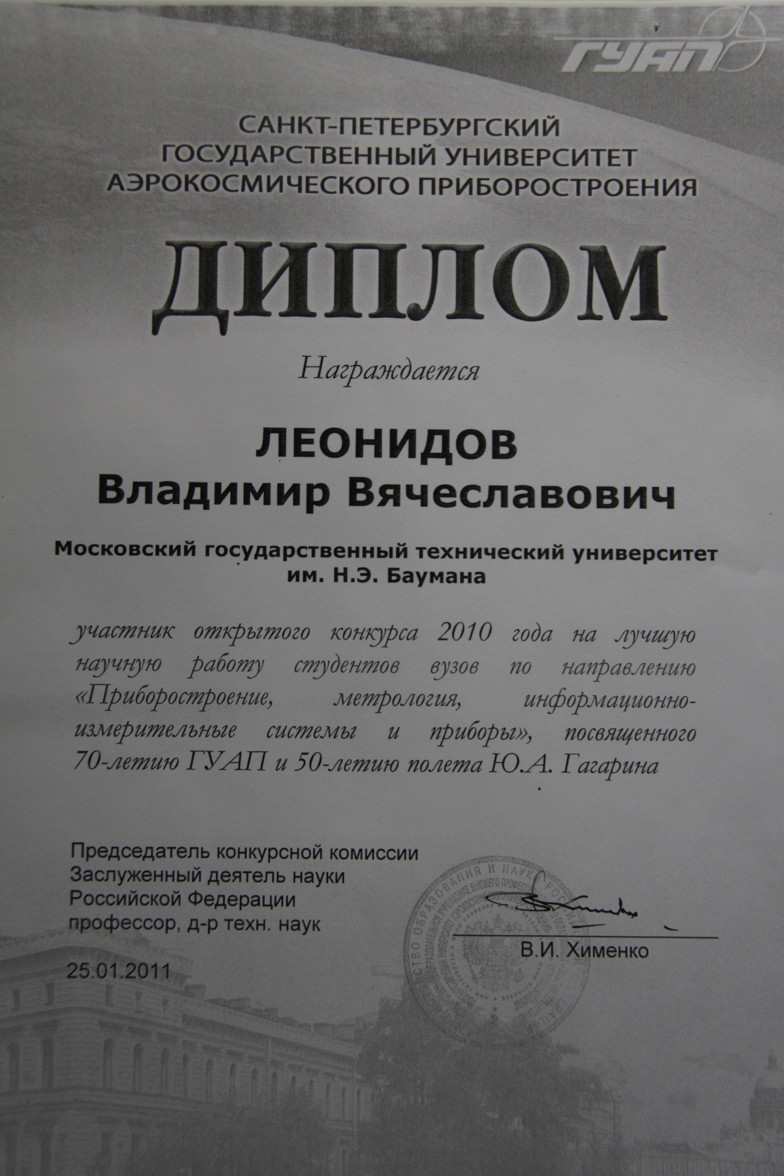 ГУАП
САНКТ-ПЕТЕРБУРГСКИЙ
ГОСУДАРСТВЕННЫЙ УНИВЕРСИТЕТ
АЭРОКОСМИЧЕСКОГО ПРИБОРОСТРОЕНИЯ
ДИПЛОМ
Награждается
ЛЕОНИДОВ
Владимир Вячеславович
Московский государственный технический университет
им. Н.Э. Баумана
участник открытого конкурса 2010 года на лучшую
научную работу студентов вузов по направлению
«Приборостроение, метрология, информационно-
измерительные системы и приборы», посвященного
70-летию ГУАП и 50-летию полета Ю.А. Гагарина
Председатель конкурсной комиссии
Заслуженный деятель науки
Российской Федерации
профессор, д-р техн. наук
В.И. Хименко
25.01.2011